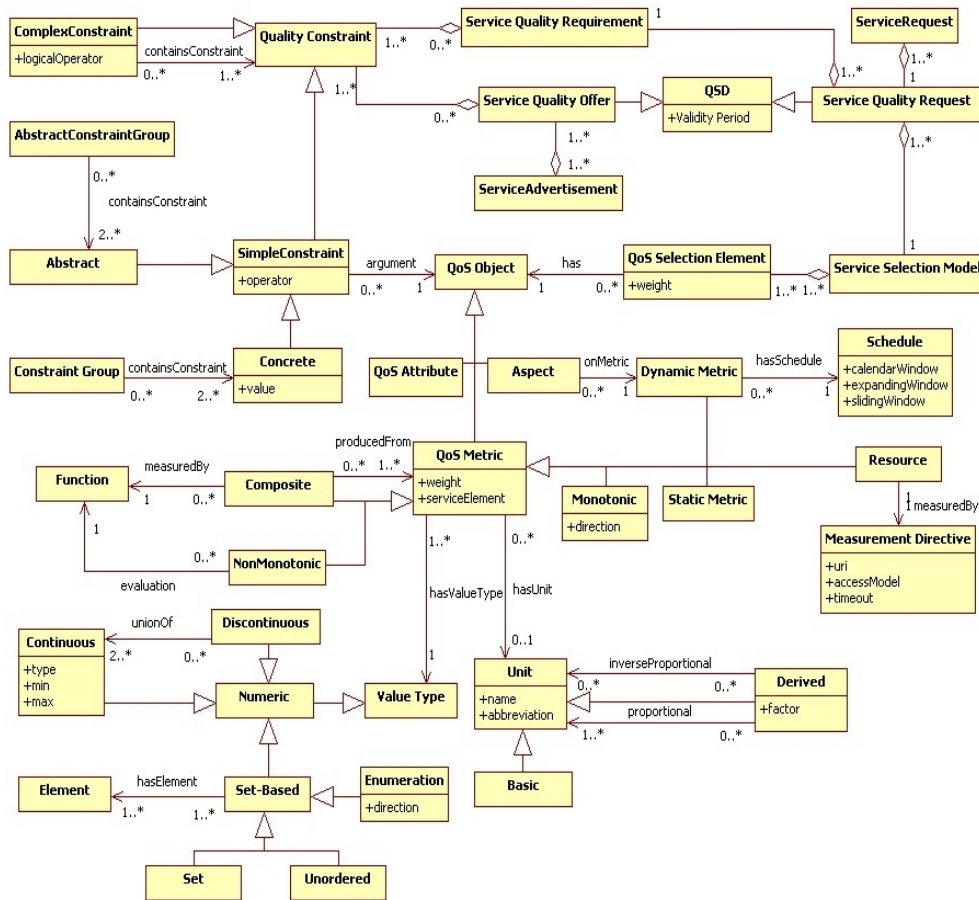 ComplexConstraint
+logicalOperator
containsConstraint
0..*
1..*
Quality Constraint
1..*
0..*
Service Quality Requirement
1
1..*
ServiceRequest
1..*
1
1..*
0..*
Service Quality Offer
QSD
+Validity Period
Service Quality Request
1..*
1..*
1..*
ServiceAdvertisement
AbstractConstraintGroup
0..*
containsConstraint
2..*
Abstract
SimpleConstraint
+operator
argument
0..*
1
QoS Object
has
1
0..*
QoS Selection Element
+weight
1..*
1..*
1
Service Selection Model
Constraint Group
containsConstraint
0..*
2..*
Concrete
+value
QoS Attribute
Aspect
onMetric
0..*
1
Dynamic Metric
hasSchedule
0..*
1
Schedule
+calendarWindow
+expandingWindow
+slidingWindow
Function
measuredBy
1
0..*
Composite
producedFrom
0..*
1..*
QoS Metric
+weight
+serviceElement
Monotonic
+direction
Static Metric
Resource
1
1
measuredBy
Measurement Directive
+uri
+accessModel
+timeout
1
0..*
evaluation
NonMonotonic
1..*
0..*
hasValueType
hasUnit
1
0..1
Continuous
+type
+min
+max
unionOf
2..*
0..*
Discontinuous
Numeric
Value Type
Unit
+name
+abbreviation
inverseProportional
0..*
0..*
proportional
1..*
0..*
Derived
+factor
Basic
Element
hasElement
1..*
1..*
Set-Based
Enumeration
+direction
Set
Unordered